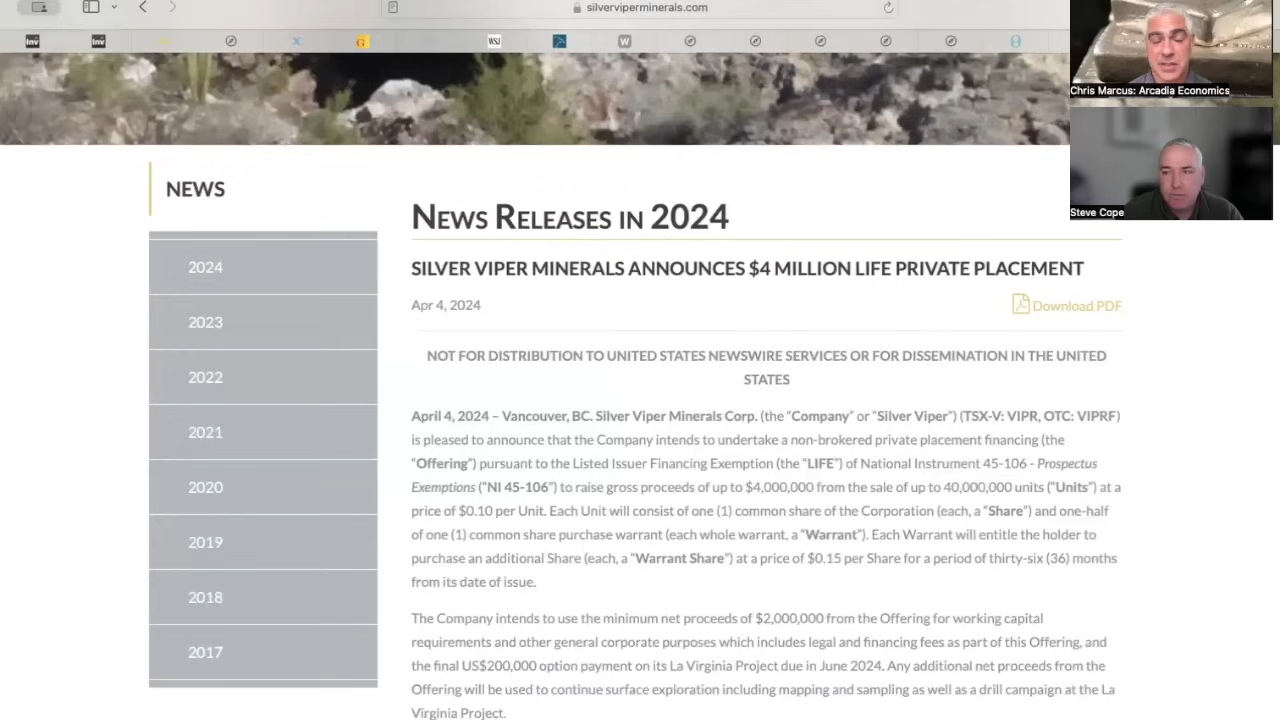 silverviperminerals.com
inv
inv
G
WSJ
W
Chris Marcus: Arcadia Economics
Steve Cope
NEWS
2024
2023
2022
2021
2020
2019
2018
2017
NEWS RELEASES IN 2024
SILVER VIPER MINERALS ANNOUNCES $4 MILLION LIFE PRIVATE PLACEMENT
Apr 4, 2024
Download PDF
NOT FOR DISTRIBUTION TO UNITED STATES NEWSWIRE SERVICES OR FOR DISSEMINATION IN THE UNITED
STATES
April 4, 2024 – Vancouver, BC. Silver Viper Minerals Corp. (the “Company” or “Silver Viper”) (TSX-V: VIPR, OTC: VIPRF)
is pleased to announce that the Company intends to undertake a non-brokered private placement financing (the
“Offering”) pursuant to the Listed Issuer Financing Exemption (the “LIFE”) of National Instrument 45-106 - Prospectus
Exemptions (“NI 45-106”) to raise gross proceeds of up to $4,000,000 from the sale of up to 40,000,000 units (“Units”) at a
price of $0.10 per Unit. Each Unit will consist of one (1) common share of the Corporation (each, a “Share”) and one-half
of one (1) common share purchase warrant (each whole warrant, a “Warrant”). Each Warrant will entitle the holder to
purchase an additional Share (each, a “Warrant Share”) at a price of $0.15 per Share for a period of thirty-six (36) months
from its date of issue.
The Company intends to use the minimum net proceeds of $2,000,000 from the Offering for working capital
requirements and other general corporate purposes which includes legal and financing fees as part of this Offering, and
the final US$200,000 option payment on its La Virginia Project due in June 2024. Any additional net proceeds from the
Offering will be used to continue surface exploration including mapping and sampling as well as a drill campaign at the La
Virginia Project.